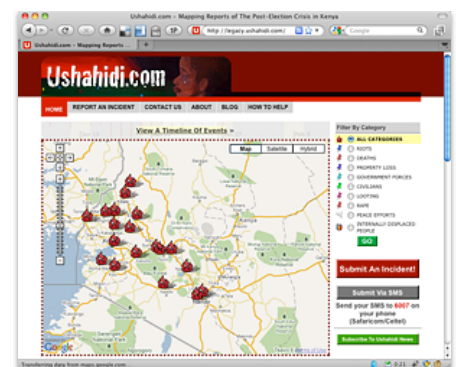 Ushahidi.com – Mapping Reports of The Post-Election Crisis in Kenya
http://legacy.ushahidi.com/
Google
Ushahidi.com – Mapping Reports ...
Ushahidi.com
HOME
REPORT AN INCIDENT
CONTACT US
ABOUT
BLOG
HOW TO HELP
View A Timeline Of Events »
Map
Satellite
Hybrid
Kenya
Google
Filter By Category
ALL CATEGORIES
RIOTS
DEATHS
PROPERTY LOSS
GOVERNMENT FORCES
CIVILIANS
LOOTING
RAPE
PEACE EFFORTS
INTERNALLY DISPLACED
PEOPLE
GO
Submit An Incident!
Submit Via SMS
Send your SMS to 6007 on
your phone
(Safaricom/Celtel)
Subscribe To Ushahidi News
Transferring data from maps.google.com...